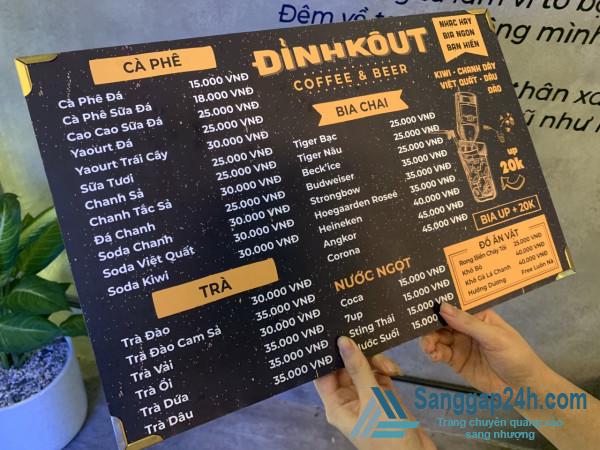 Đêm về t
ông mình
thân xa
ũ như n
CÀ PHÊ
Cà Phê Đá 15.000 VNĐ
Cà Phê Sữa Đá 18.000 VNĐ
Cao Cao Sữa Đá 25.000 VNĐ
Yaourt Đá 25.000 VNĐ
Yaourt Trái Cây 30.000 VNĐ
Sữa Tươi 25.000 VNĐ
Chanh Sả 25.000 VNĐ
Chanh Tắc Sả 30.000 VNĐ
Đá Chanh 25.000 VNĐ
Soda Chanh 30.000 VNĐ
Soda Việt Quất 30.000 VNĐ
Soda Kiwi 30.000 VNĐ
TRÀ
Trà Đào 30.000 VNĐ
Trà Đào Cam Sả 35.000 VNĐ
Trà Vải 30.000 VNĐ
Trà Ổi 35.000 VNĐ
Trà Dứa 35.000 VNĐ
Trà Dâu 35.000 VNĐ
ĐÌNHKÔUT
COFFEE & BEER
BIA CHAI
Tiger Bạc 25.000 VNĐ
Tiger Nâu 25.000 VNĐ
Beck'ice 25.000 VNĐ
Budweiser 35.000 VNĐ
Strongbow 35.000 VNĐ
Hoegaarden Roseé 35.000 VNĐ
Heineken 40.000 VNĐ
Angkor 45.000 VNĐ
Corona 45.000 VNĐ
NƯỚC NGỌT
Coca 15.000 VNĐ
7up 15.000 VNĐ
Sting Thái 15.000 VNĐ
Nước Suối 15.000
NHẠC HAY
BIA NGON
BẠN HIỀN
KIWI - CHANH DÂY
VIỆT QUẤT - DÂU
ĐÀO
up
20k
BIA UP + 20K
ĐỒ ĂN VẶT
Rong Biển Cháy Tỏi 25.000 VNĐ
Khô Bò 40.000 VNĐ
Khô Cá Lá Chanh 40.000 VNĐ
Hướng Dương Free Luôn Nà
Sanggap24h.com
Trang chuyên quảng cáo
sang nhượng